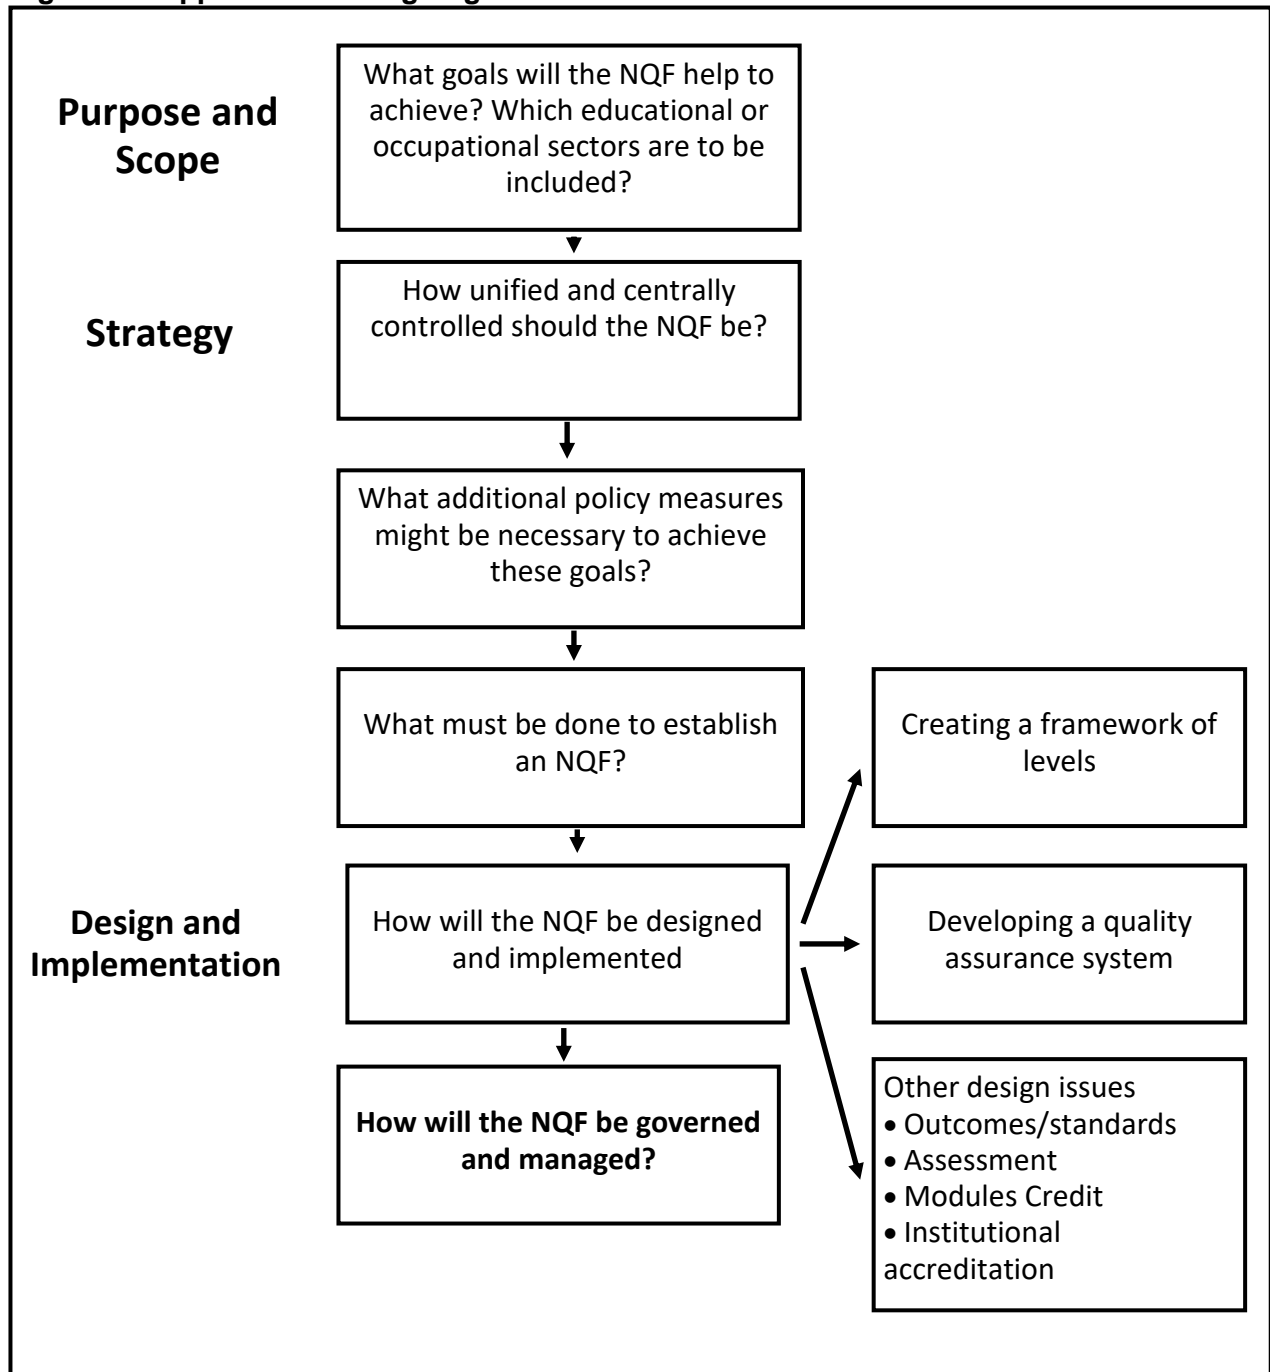 Purpose and
Scope
What goals will the NQF help to
achieve? Which educational or
occupational sectors are to be
included?
Strategy
How unified and centrally
controlled should the NQF be?
What additional policy measures
might be necessary to achieve
these goals?
What must be done to establish
an NQF?
Creating a framework of
levels
Design and
Implementation
How will the NQF be designed
and implemented
Developing a quality
assurance system
How will the NQF be governed
and managed?
Other design issues
• Outcomes/standards
• Assessment
• Modules Credit
• Institutional
accreditation